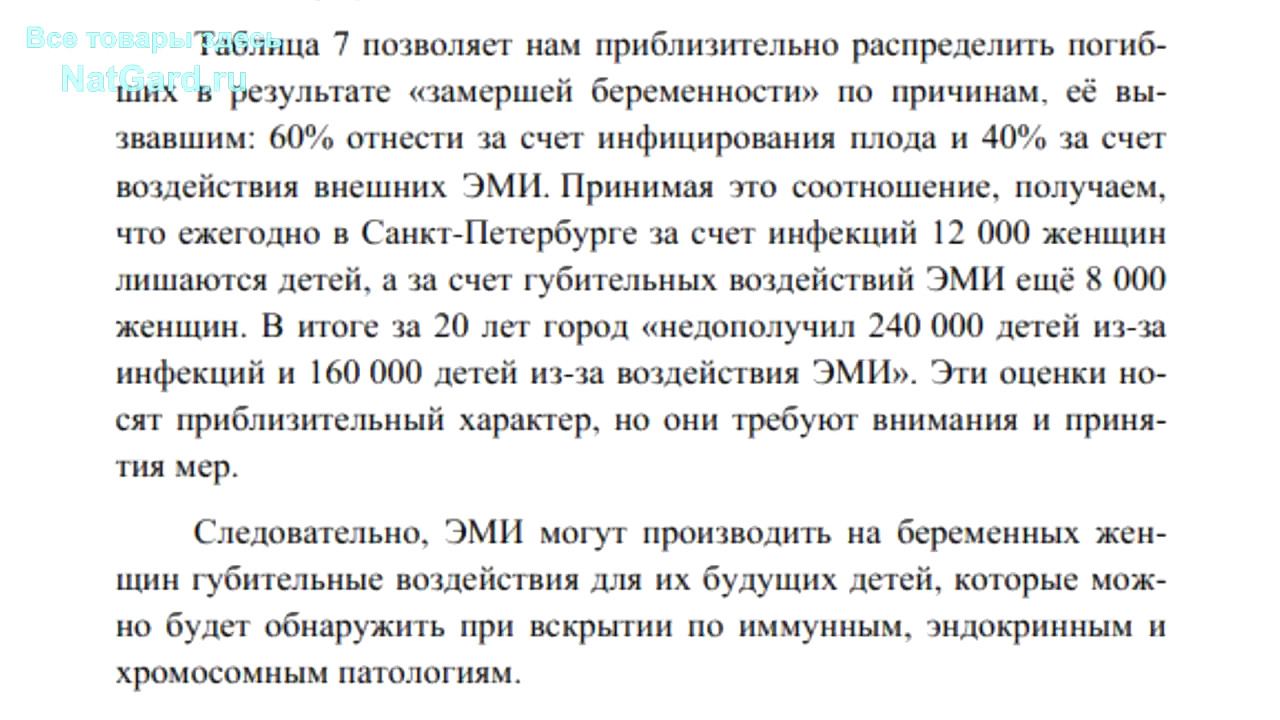 Все товары здесь
NatGard.ru
Таблица 7 позволяет нам приблизительно распределить погиб-
ших в результате «замершей беременности» по причинам, её вы-
звавшим: 60% отнести за счет инфицирования плода и 40% за счет
воздействия внешних ЭМИ. Принимая это соотношение, получаем,
что ежегодно в Санкт-Петербурге за счет инфекций 12 000 женщин
лишаются детей, а за счет губительных воздействий ЭМИ ещё 8 000
женщин. В итоге за 20 лет город «недополучил 240 000 детей из-за
инфекций и 160 000 детей из-за воздействия ЭМИ». Эти оценки но-
сят приблизительный характер, но они требуют внимания и приня-
тия мер.
Следовательно, ЭМИ могут производить на беременных жен-
щин губительные воздействия для их будущих детей, которые мож-
но будет обнаружить при вскрытии по иммунным, эндокринным и
хромосомным патологиям.